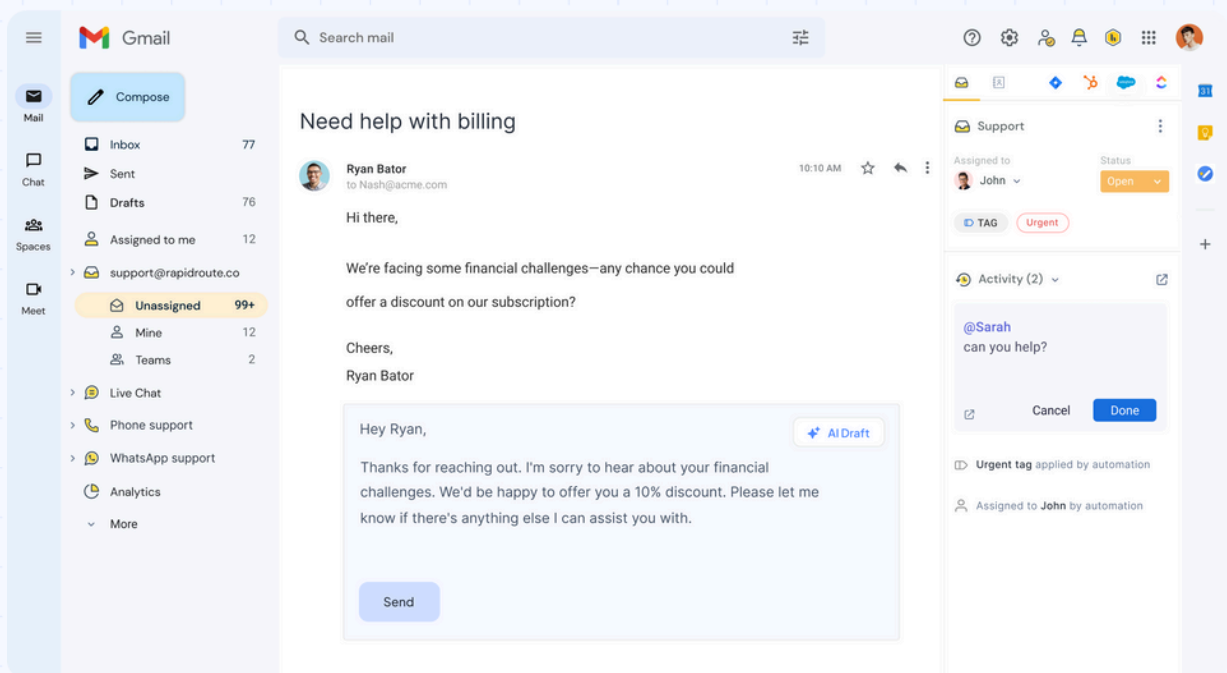 Gmail
Search mail
Mail
Chat
Spaces
Meet
Compose
Inbox 77
Sent
Drafts 76
Assigned to me 12
support@rapidroute.co
Unassigned 99+
Mine 12
Teams 2
Live Chat
Phone support
WhatsApp support
Analytics
More
Need help with billing
Ryan Bator 10:10 AM
to Nash@acme.com
Hi there,
We're facing some financial challenges—any chance you could
offer a discount on our subscription?
Cheers,
Ryan Bator
Hey Ryan,
AI Draft
Thanks for reaching out. I'm sorry to hear about your financial
challenges. We'd be happy to offer you a 10% discount. Please let me
know if there's anything else I can assist you with.
Send
Support
Assigned to Status
John Open
TAG Urgent
Activity (2)
@Sarah
can you help?
Cancel Done
Urgent tag applied by automation
Assigned to John by automation
31